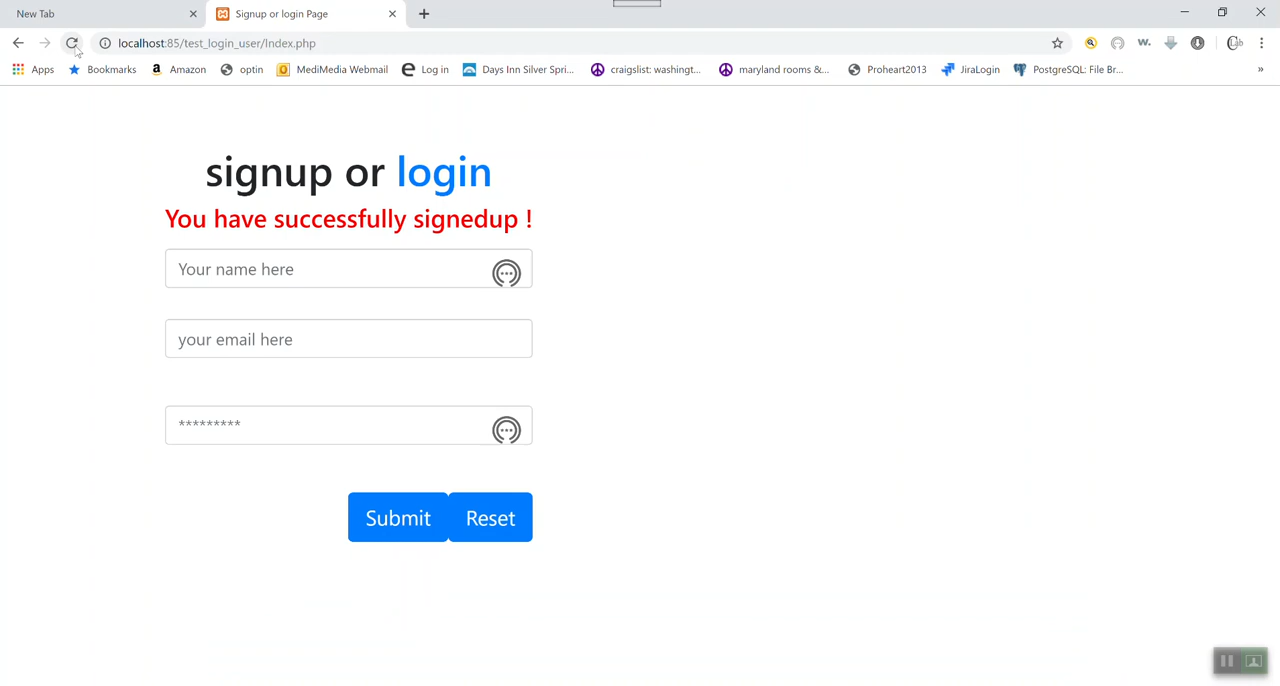 New Tab
Signup or login Page
localhost:85/test_login_user/Index.php
w.
Apps Bookmarks a Amazon optin MediMedia Webmail Log in Days Inn Silver Spri... craigslist: washingt... maryland rooms &... Proheart2013 JiraLogin PostgreSQL: File Br... »
signup or login
You have successfully signedup !
Your name here
your email here
*********
Submit Reset